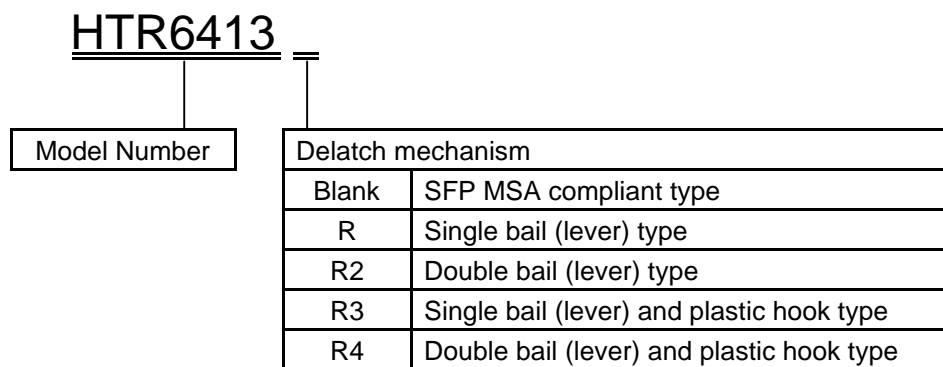 HTR6413 _
Model Number
Delatch mechanism
Blank SFP MSA compliant type
R Single bail (lever) type
R2 Double bail (lever) type
R3 Single bail (lever) and plastic hook type
R4 Double bail (lever) and plastic hook type